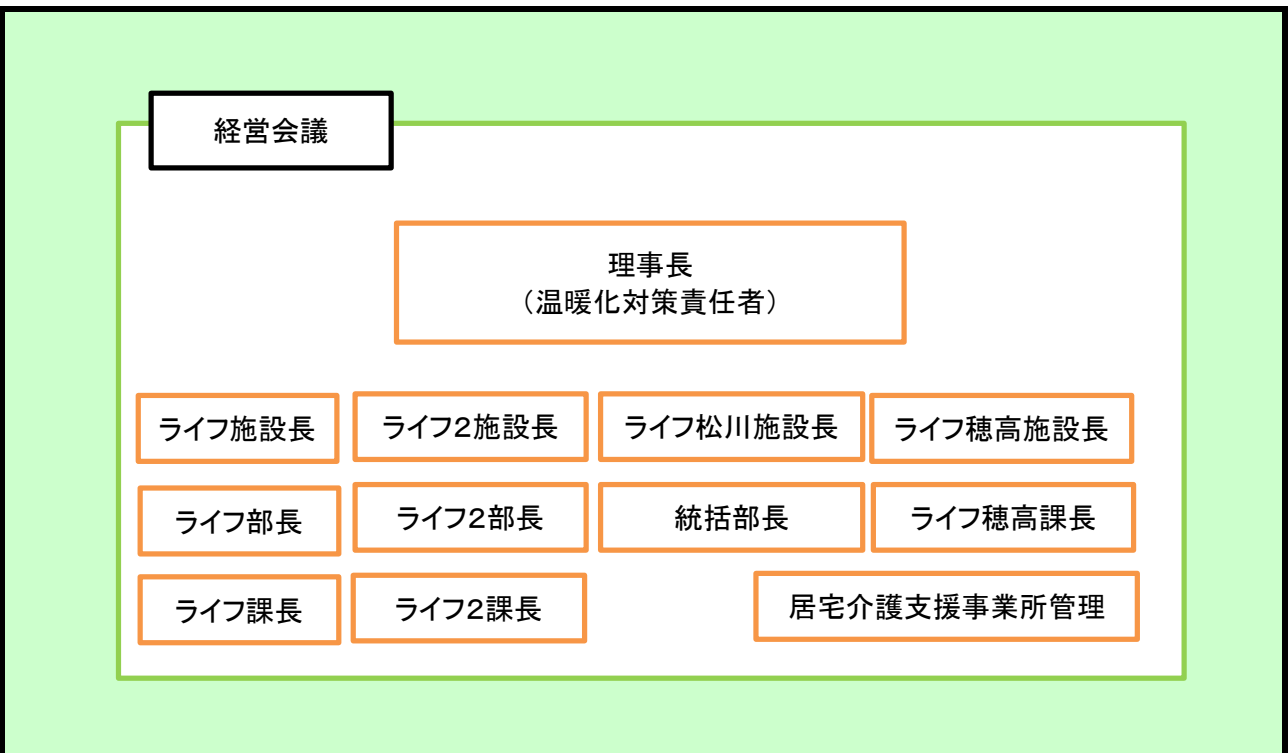 経営会議
理事長
（温暖化対策責任者）
ライフ施設長
ライフ２施設長
ライフ松川施設長
ライフ穂高施設長
ライフ部長
ライフ２部長
統括部長
ライフ穂高課長
ライフ課長
ライフ２課長
居宅介護支援事業所管理